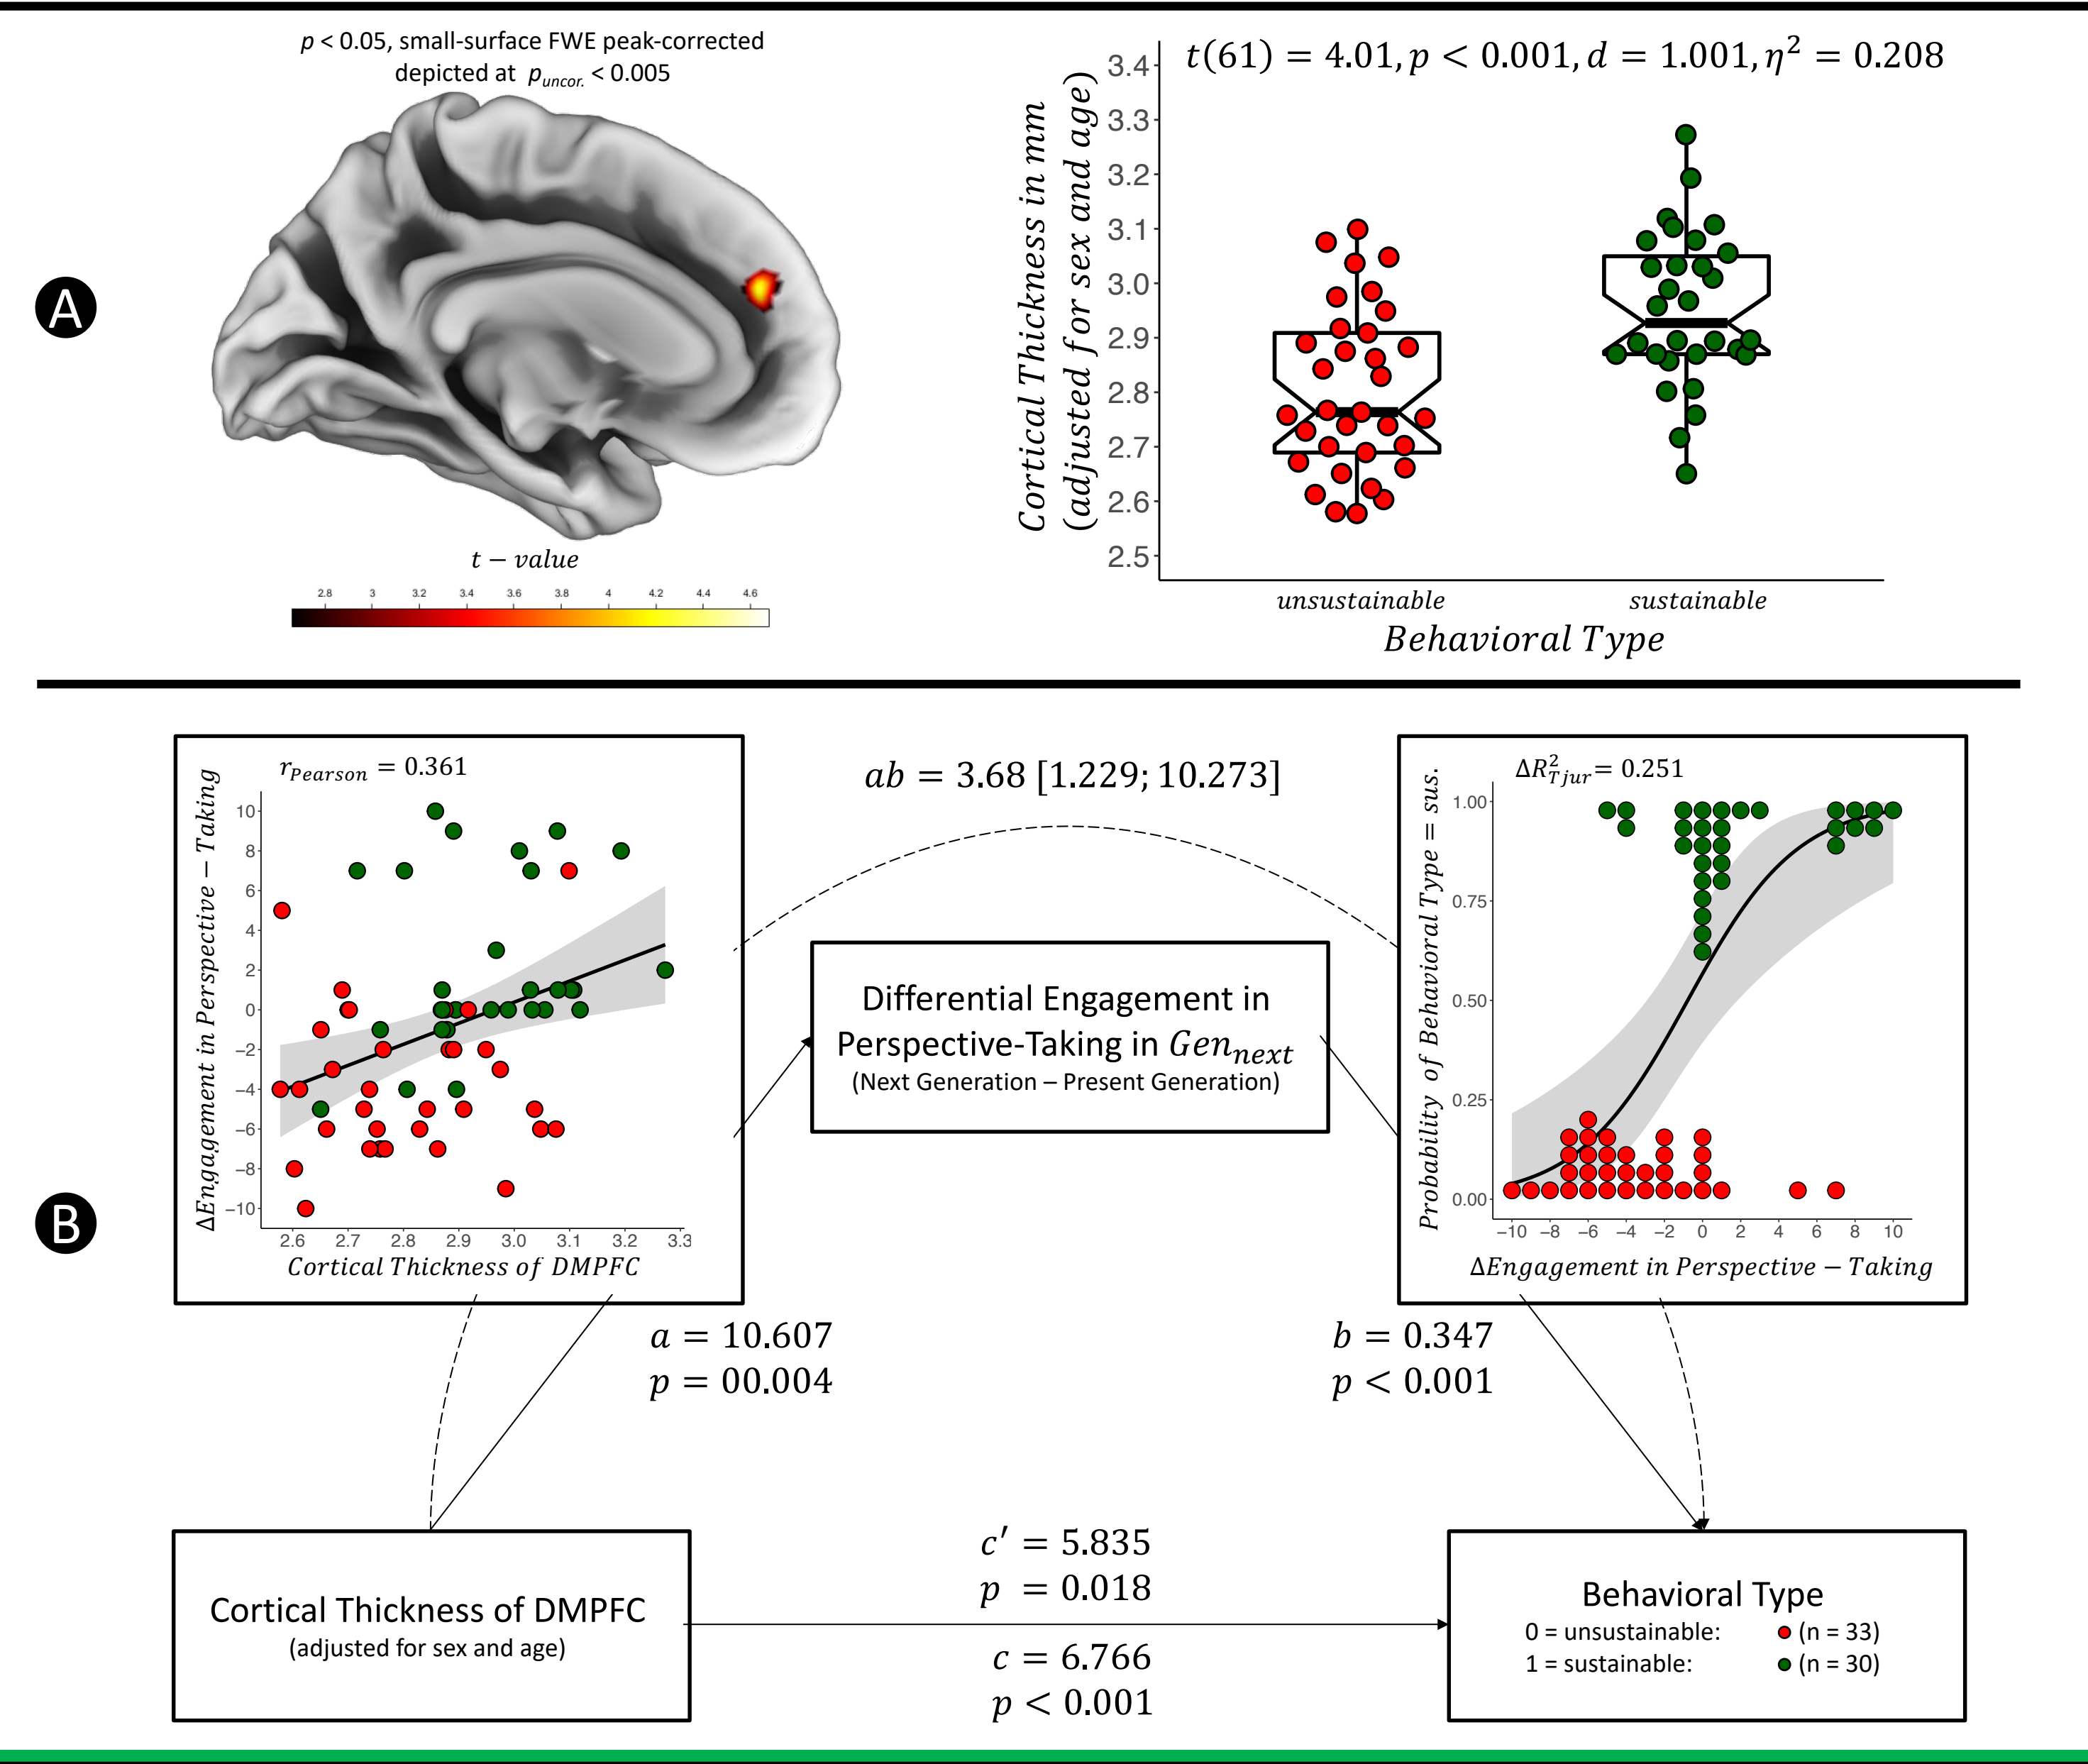 p < 0.05, small-surface FWE peak-corrected
depicted at p_uncor. < 0.005
A
t − value
2.8 3 3.2 3.4 3.6 3.8 4 4.2 4.4 4.6
t(61) = 4.01, p < 0.001, d = 1.001, η² = 0.208
Cortical Thickness in mm
(adjusted for sex and age)
3.4
3.3
3.2
3.1
3.0
2.9
2.8
2.7
2.6
2.5
unsustainable sustainable
Behavioral Type
B
r_Pearson = 0.361
ΔEngagement in Perspective − Taking
10
8
6
4
2
0
−2
−4
−6
−8
−10
2.6 2.7 2.8 2.9 3.0 3.1 3.2 3.3
Cortical Thickness of DMPFC
ab = 3.68 [1.229; 10.273]
Differential Engagement in
Perspective-Taking in Gen_next
(Next Generation – Present Generation)
ΔR²_Tjur = 0.251
Probability of Behavioral Type = sus.
1.00
0.75
0.50
0.25
0.00
−10 −8 −6 −4 −2 0 2 4 6 8 10
ΔEngagement in Perspective − Taking
a = 10.607
p = 00.004
b = 0.347
p < 0.001
Cortical Thickness of DMPFC
(adjusted for sex and age)
c′ = 5.835
p = 0.018
c = 6.766
p < 0.001
Behavioral Type
0 = unsustainable: (n = 33)
1 = sustainable: (n = 30)